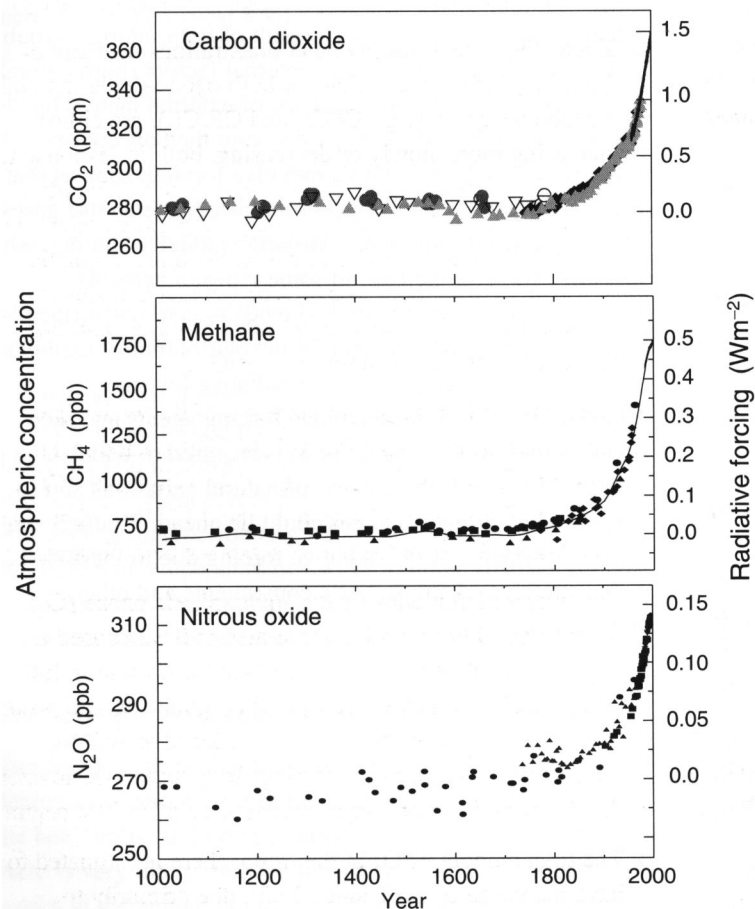 Carbon dioxide
360
340
320
300
280
260
CO2 (ppm)
1.5
1.0
0.5
0.0
Methane
1750
1500
1250
1000
750
CH4 (ppb)
0.5
0.4
0.3
0.2
0.1
0.0
Nitrous oxide
310
290
270
250
N2O (ppb)
0.15
0.10
0.05
0.0
Atmospheric concentration
Radiative forcing (Wm−2)
1000 1200 1400 1600 1800 2000
Year